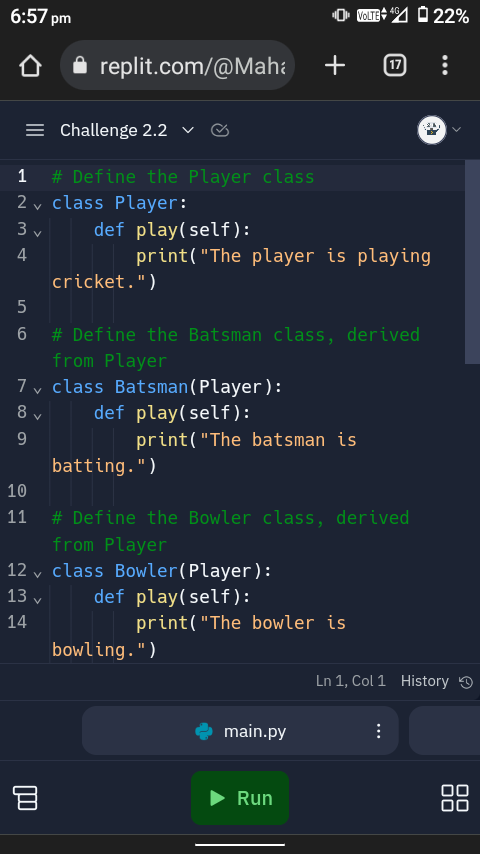 6:57 pm VoLTE 4G 22%
replit.com/@Maha 17
Challenge 2.2
1 # Define the Player class
2 class Player:
3 def play(self):
4 print("The player is playing
cricket.")
5
6 # Define the Batsman class, derived
from Player
7 class Batsman(Player):
8 def play(self):
9 print("The batsman is
batting.")
10
11 # Define the Bowler class, derived
from Player
12 class Bowler(Player):
13 def play(self):
14 print("The bowler is
bowling.")
Ln 1, Col 1 History
main.py
Run